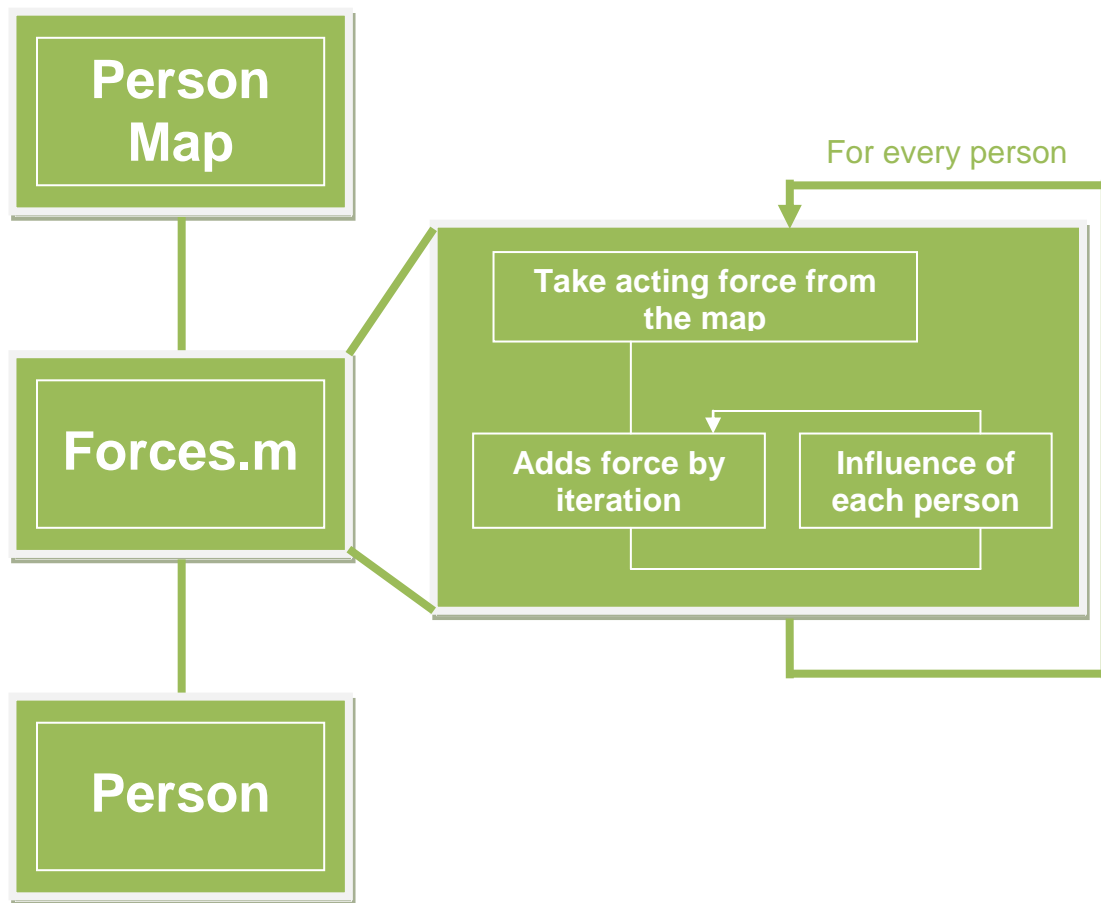 Person
Map
For every person
Take acting force from
the map
Forces.m
Adds force by
iteration
Influence of
each person
Person